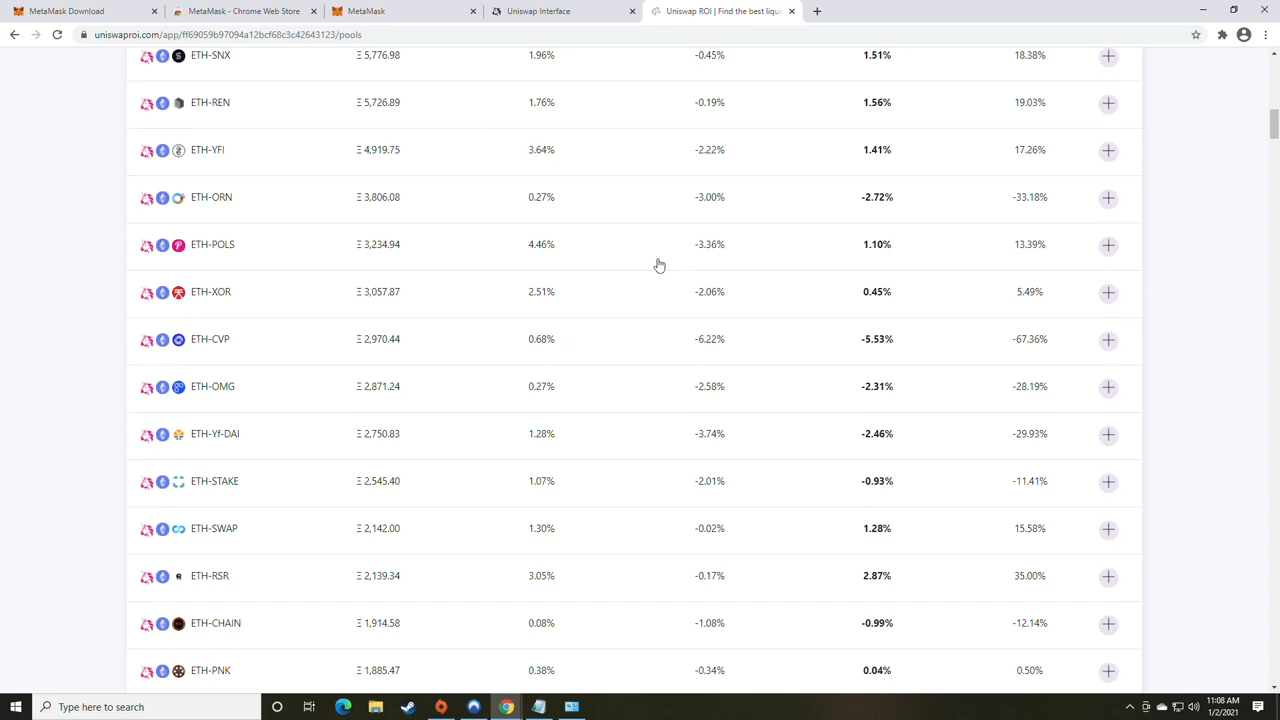 MetaMask Download
MetaMask - Chrome Web Store
MetaMask
Uniswap Interface
Uniswap ROI | Find the best liqui
uniswaproi.com/app/ff69059b97094a12bcf68c3c42643123/pools
ETH-SNX Ξ 5,776.98 1.96% -0.45% 1.51% 18.38%
ETH-REN Ξ 5,726.89 1.76% -0.19% 1.56% 19.03%
ETH-YFI Ξ 4,919.75 3.64% -2.22% 1.41% 17.26%
ETH-ORN Ξ 3,806.08 0.27% -3.00% -2.72% -33.18%
ETH-POLS Ξ 3,234.94 4.46% -3.36% 1.10% 13.39%
ETH-XOR Ξ 3,057.87 2.51% -2.06% 0.45% 5.49%
ETH-CVP Ξ 2,970.44 0.68% -6.22% -5.53% -67.36%
ETH-OMG Ξ 2,871.24 0.27% -2.58% -2.31% -28.19%
ETH-Yf-DAI Ξ 2,750.83 1.28% -3.74% -2.46% -29.93%
ETH-STAKE Ξ 2,545.40 1.07% -2.01% -0.93% -11.41%
ETH-SWAP Ξ 2,142.00 1.30% -0.02% 1.28% 15.58%
ETH-RSR Ξ 2,139.34 3.05% -0.17% 2.87% 35.00%
ETH-CHAIN Ξ 1,914.58 0.08% -1.08% -0.99% -12.14%
ETH-PNK Ξ 1,885.47 0.38% -0.34% 0.04% 0.50%
Type here to search
11:08 AM
1/2/2021